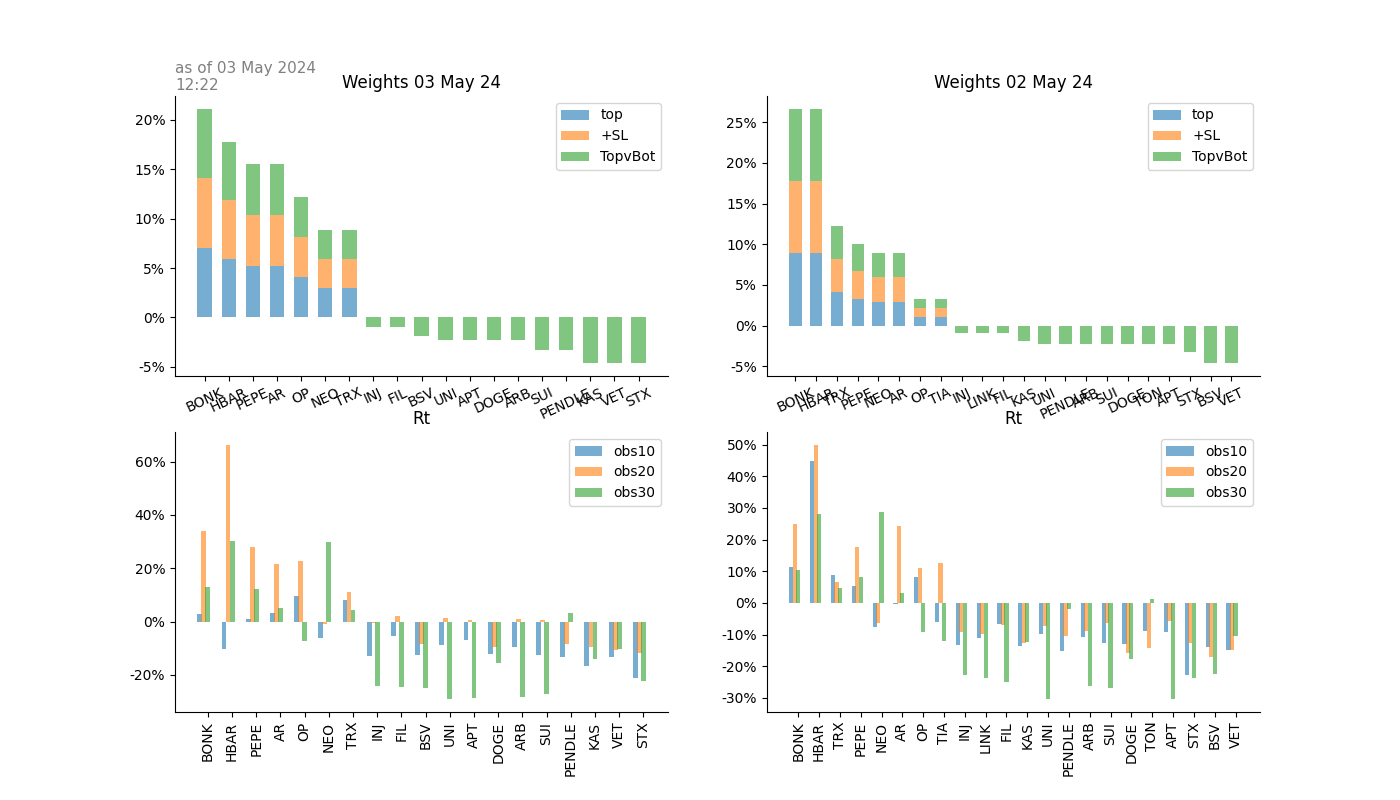 as of 03 May 2024
12:22
Weights 03 May 24
20%
15%
10%
5%
0%
-5%
top
+SL
TopvBot
BONK HBAR PEPE AR OP NEO TRX INJ FIL BSV UNI APT DOGE ARB SUI PENDLE KAS VET STX
Weights 02 May 24
25%
20%
15%
10%
5%
0%
-5%
top
+SL
TopvBot
BONK HBAR TRX PEPE NEO AR OP TIA INJ LINK FIL KAS UNI PENDLE ARB SUI DOGE TON APT STX BSV VET
Rt
60%
40%
20%
0%
-20%
obs10
obs20
obs30
BONK HBAR PEPE AR OP NEO TRX INJ FIL BSV UNI APT DOGE ARB SUI PENDLE KAS VET STX
Rt
50%
40%
30%
20%
10%
0%
-10%
-20%
-30%
obs10
obs20
obs30
BONK HBAR TRX PEPE NEO AR OP TIA INJ LINK FIL KAS UNI PENDLE ARB SUI DOGE TON APT STX BSV VET